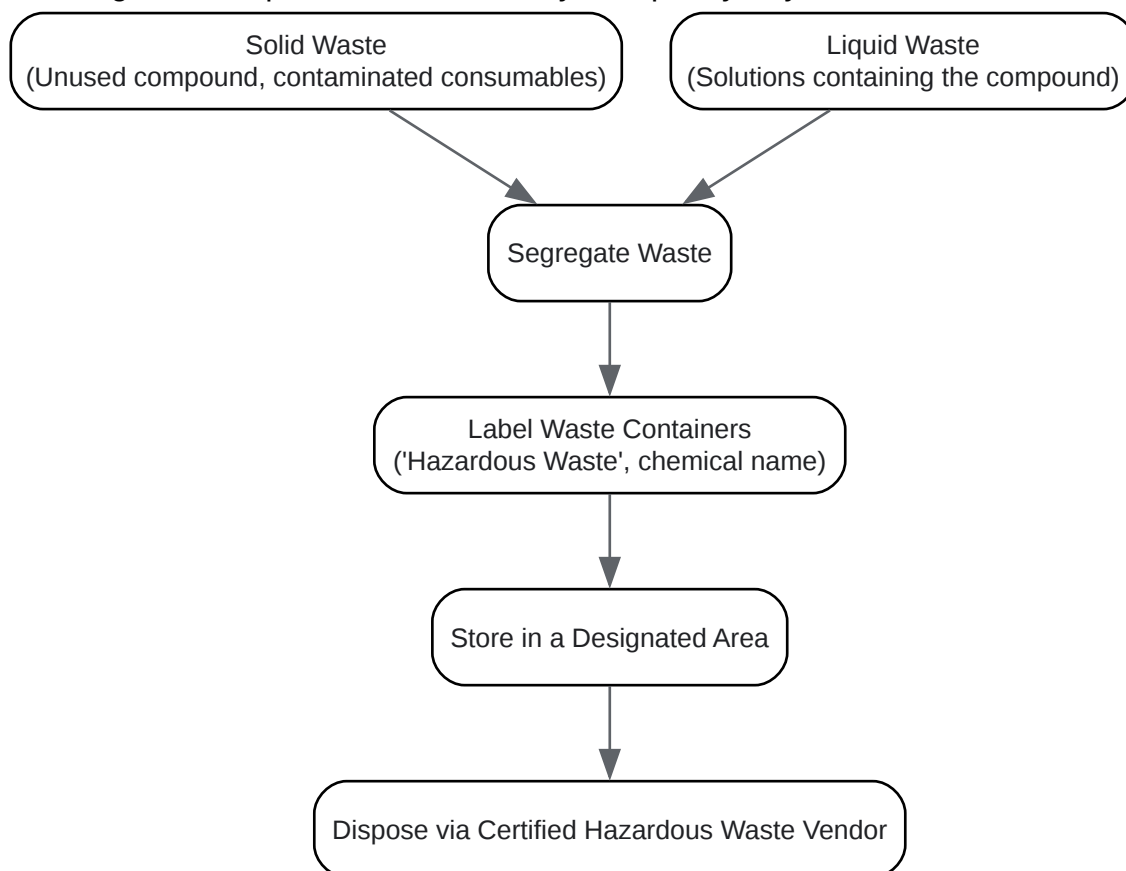 Solid Waste
(Unused compound, contaminated consumables)
Liquid Waste
(Solutions containing the compound)
Segregate Waste
Label Waste Containers
('Hazardous Waste', chemical name)
Store in a Designated Area
Dispose via Certified Hazardous Waste Vendor